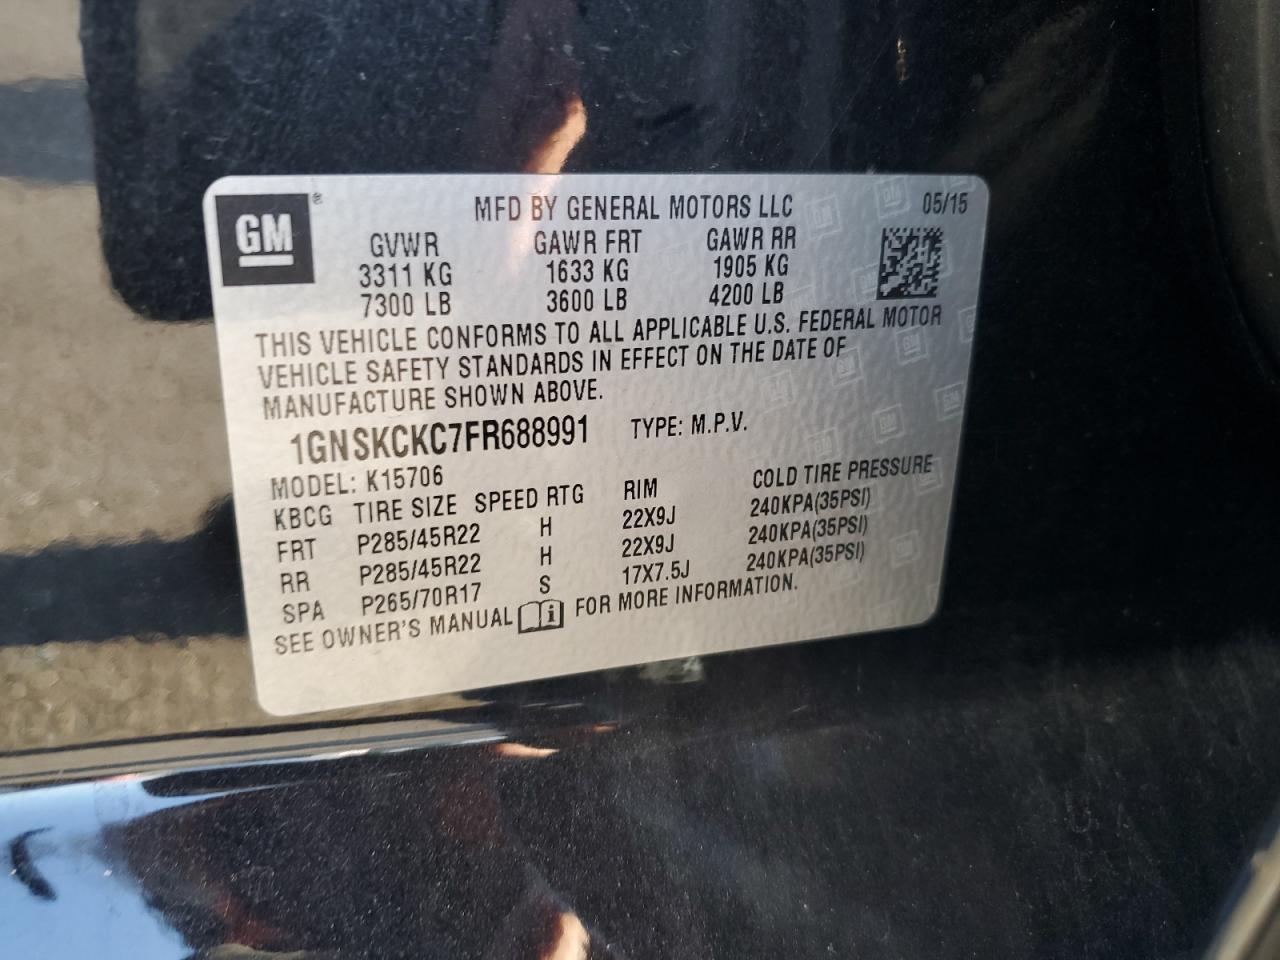 GM ®
MFD BY GENERAL MOTORS LLC 05/15
GVWR GAWR FRT GAWR RR
3311 KG 1633 KG 1905 KG
7300 LB 3600 LB 4200 LB
THIS VEHICLE CONFORMS TO ALL APPLICABLE U.S. FEDERAL MOTOR
VEHICLE SAFETY STANDARDS IN EFFECT ON THE DATE OF
MANUFACTURE SHOWN ABOVE.
1GNSKCKC7FR688991 TYPE: M.P.V.
MODEL: K15706
KBCG TIRE SIZE SPEED RTG RIM COLD TIRE PRESSURE
FRT P285/45R22 H 22X9J 240KPA(35PSI)
RR P285/45R22 H 22X9J 240KPA(35PSI)
SPA P265/70R17 S 17X7.5J 240KPA(35PSI)
SEE OWNER'S MANUAL i FOR MORE INFORMATION.